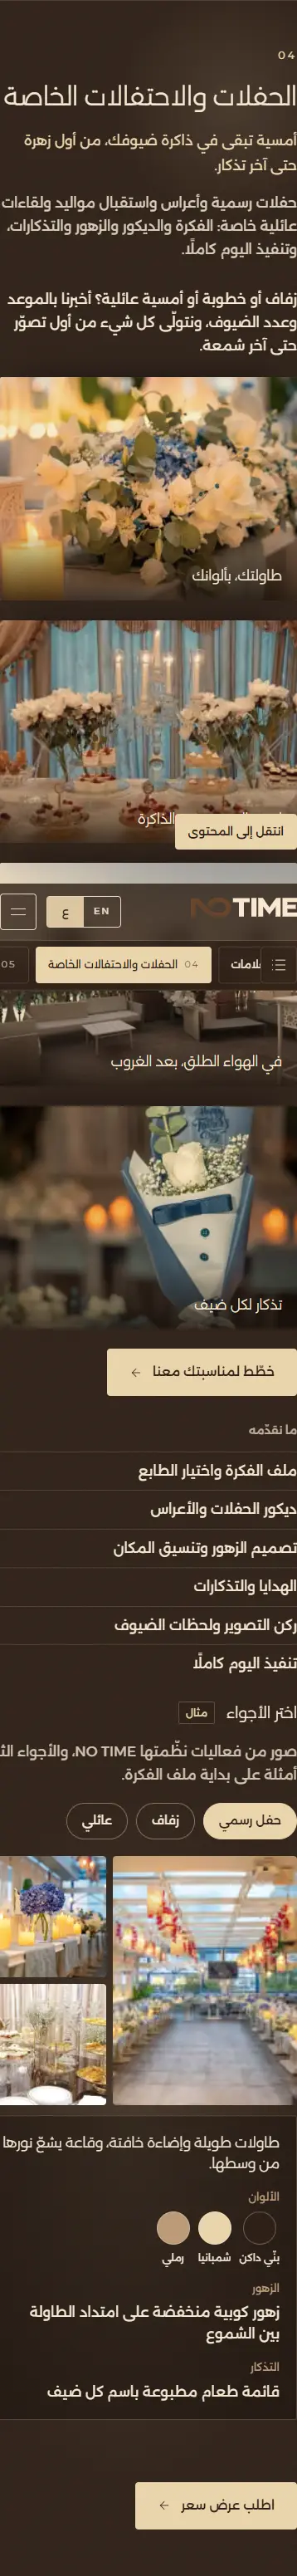 04
الحفلات والاحتفالات الخاصة
أمسية تبقى في ذاكرة ضيوفك، من أول زهرة
حتى آخر تذكار.
حفلات رسمية وأعراس واستقبال مواليد ولقاءات
عائلية خاصة: الفكرة والديكور والزهور والتذكارات،
وتنفيذ اليوم كاملًا.
زفاف أو خطوبة أو أمسية عائلية؟ أخبرنا بالموعد
وعدد الضيوف، ونتولّى كل شيء من أول تصوّر
حتى آخر شمعة.
طاولتك، بألوانك
الذاكرة
انتقل إلى المحتوى
NO TIME
EN
ع
04 الحفلات والاحتفالات الخاصة
05
في الهواء الطلق، بعد الغروب
تذكار لكل ضيف
خطّط لمناسبتك معنا ←
ما نقدّمه
ملف الفكرة واختيار الطابع
ديكور الحفلات والأعراس
تصميم الزهور وتنسيق المكان
الهدايا والتذكارات
ركن التصوير ولحظات الضيوف
تنفيذ اليوم كاملًا
اختر الأجواء
مثال
صور من فعاليات نظّمتها NO TIME، والأجواء
أمثلة على بداية ملف الفكرة.
حفل رسمي
زفاف
عائلي
طاولات طويلة وإضاءة خافتة، وقاعة يشعّ نورها
من وسطها.
الألوان
بنّي داكن
شمبانيا
رملي
الزهور
زهور كوبية منخفضة على امتداد الطاولة
بين الشموع
التذكار
قائمة طعام مطبوعة باسم كل ضيف
اطلب عرض سعر ←